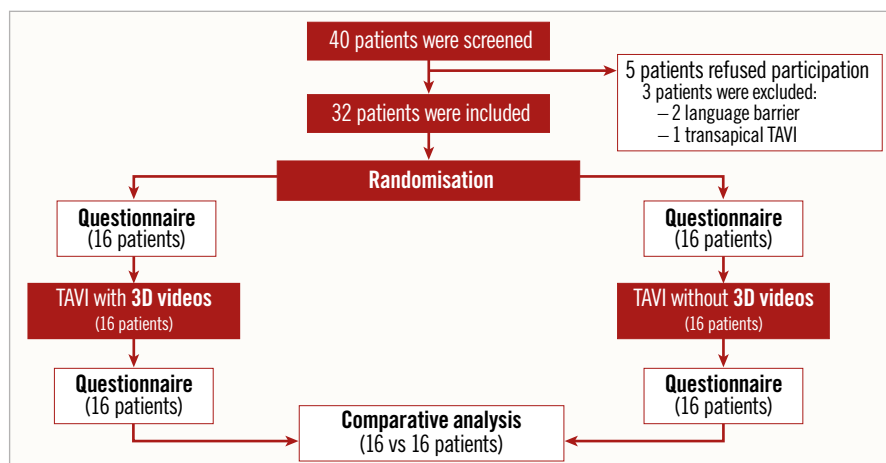 40 patients were screened
5 patients refused participation
3 patients were excluded:
– 2 language barrier
– 1 transapical TAVI
32 patients were included
Randomisation
Questionnaire
(16 patients)
Questionnaire
(16 patients)
TAVI with 3D videos
(16 patients)
TAVI without 3D videos
(16 patients)
Questionnaire
(16 patients)
Questionnaire
(16 patients)
Comparative analysis
(16 vs 16 patients)